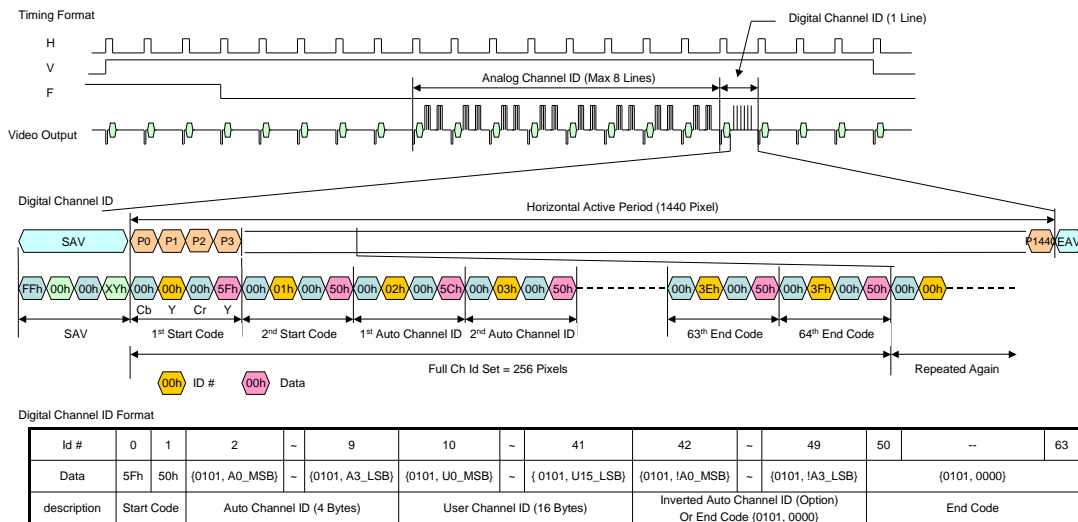 Timing Format
Digital Channel ID (1 Line)
H
V
Analog Channel ID (Max 8 Lines)
F
Video Output
Digital Channel ID
Horizontal Active Period (1440 Pixel)
SAV P0 P1 P2 P3 P1440 EAV
FFh 00h 00h XYh 00h 00h 00h 5Fh 00h 01h 00h 50h 00h 02h 00h 5Ch 00h 03h 00h 50h 00h 3Eh 00h 50h 00h 3Fh 00h 50h 00h 00h
Cb Y Cr Y
SAV 1st Start Code 2nd Start Code 1st Auto Channel ID 2nd Auto Channel ID 63th End Code 64th End Code
Full Ch Id Set = 256 Pixels Repeated Again
00h ID # 00h Data
Digital Channel ID Format
Id # 0 1 2 ~ 9 10 ~ 41 42 ~ 49 50 -- 63
Data 5Fh 50h {0101, A0_MSB} ~ {0101, A3_LSB} {0101, U0_MSB} ~ { 0101, U15_LSB} {0101, !A0_MSB} ~ {0101, !A3_LSB} {0101, 0000}
description Start Code Auto Channel ID (4 Bytes) User Channel ID (16 Bytes) Inverted Auto Channel ID (Option) End Code
Or End Code {0101, 0000}